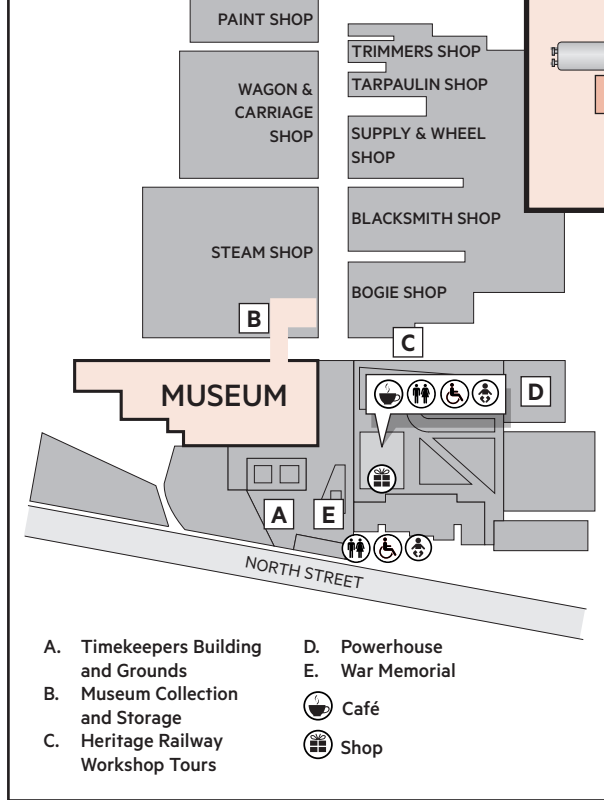 PAINT SHOP
TRIMMERS SHOP
WAGON &
CARRIAGE
SHOP
TARPAULIN SHOP
SUPPLY & WHEEL
SHOP
STEAM SHOP
BLACKSMITH SHOP
BOGIE SHOP
B
C
MUSEUM
D
A
E
NORTH STREET
A. Timekeepers Building
and Grounds
B. Museum Collection
and Storage
C. Heritage Railway
Workshop Tours
D. Powerhouse
E. War Memorial
Café
Shop